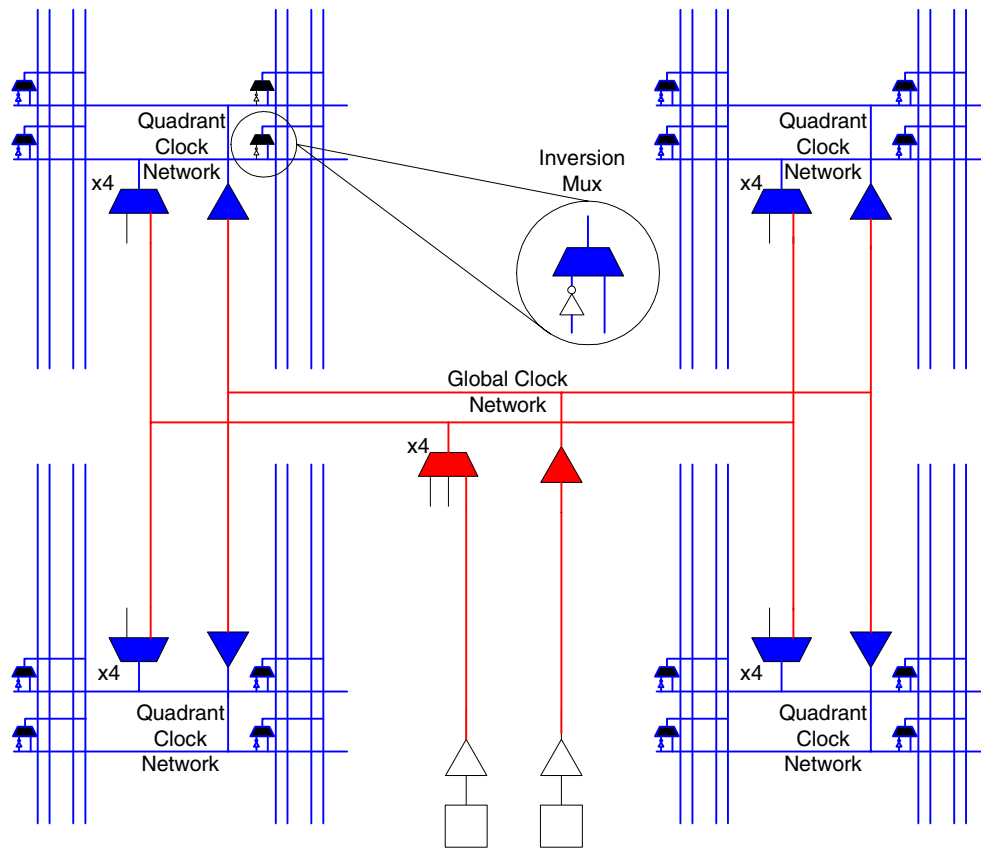 Quadrant
Clock
Network
x4
Inversion
Mux
Quadrant
Clock
Network
x4
Global Clock
Network
x4
x4
Quadrant
Clock
Network
x4
Quadrant
Clock
Network